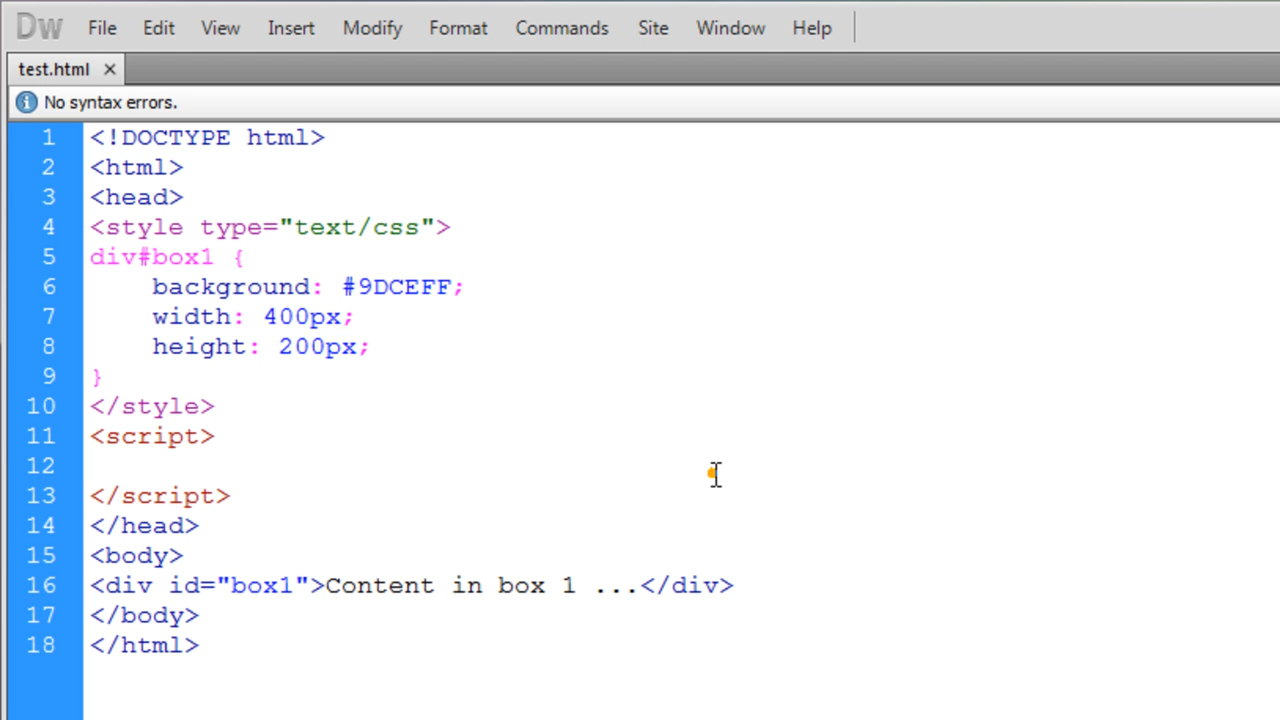 Dw File Edit View Insert Modify Format Commands Site Window Help
test.html ×
No syntax errors.
1 <!DOCTYPE html>
2 <html>
3 <head>
4 <style type="text/css">
5 div#box1 {
6     background: #9DCEFF;
7     width: 400px;
8     height: 200px;
9 }
10 </style>
11 <script>
12
13 </script>
14 </head>
15 <body>
16 <div id="box1">Content in box 1 ...</div>
17 </body>
18 </html>